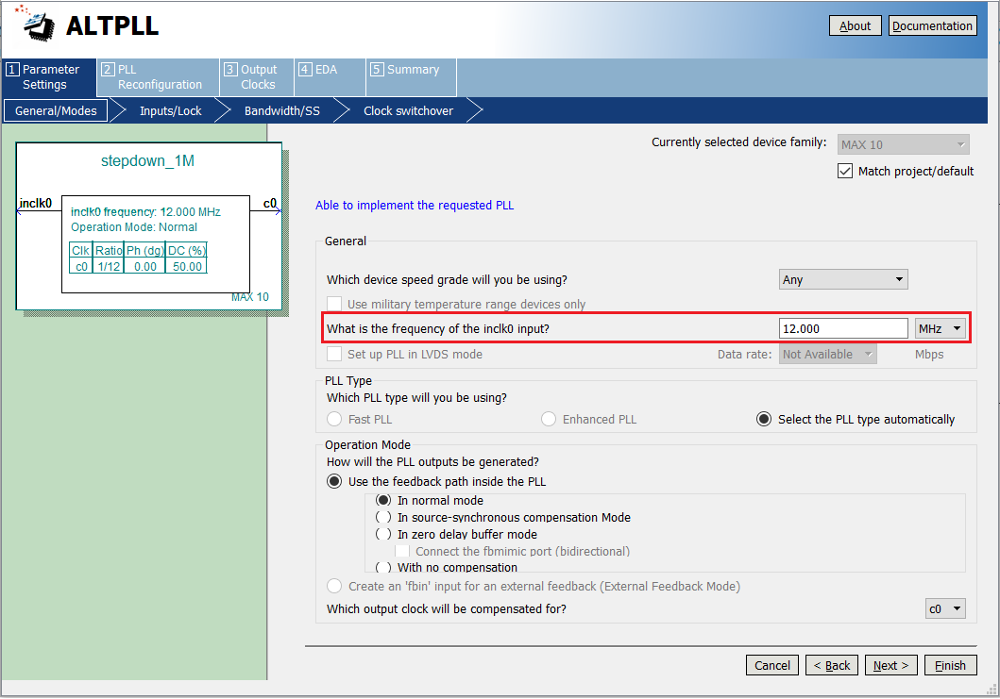 ALTPLL
About
Documentation
1 Parameter Settings
2 PLL Reconfiguration
3 Output Clocks
4 EDA
5 Summary
General/Modes
Inputs/Lock
Bandwidth/SS
Clock switchover
stepdown_1M
inclk0
c0
inclk0 frequency: 12.000 MHz
Operation Mode: Normal
Clk Ratio Ph (dg) DC (%)
c0 1/12 0.00 50.00
MAX 10
Currently selected device family: MAX 10
Match project/default
Able to implement the requested PLL
General
Which device speed grade will you be using? Any
Use military temperature range devices only
What is the frequency of the inclk0 input? 12.000 MHz
Set up PLL in LVDS mode Data rate: Not Available Mbps
PLL Type
Which PLL type will you be using?
Fast PLL Enhanced PLL Select the PLL type automatically
Operation Mode
How will the PLL outputs be generated?
Use the feedback path inside the PLL
In normal mode
In source-synchronous compensation Mode
In zero delay buffer mode
Connect the fbmimic port (bidirectional)
With no compensation
Create an 'fbin' input for an external feedback (External Feedback Mode)
Which output clock will be compensated for? c0
Cancel < Back Next > Finish